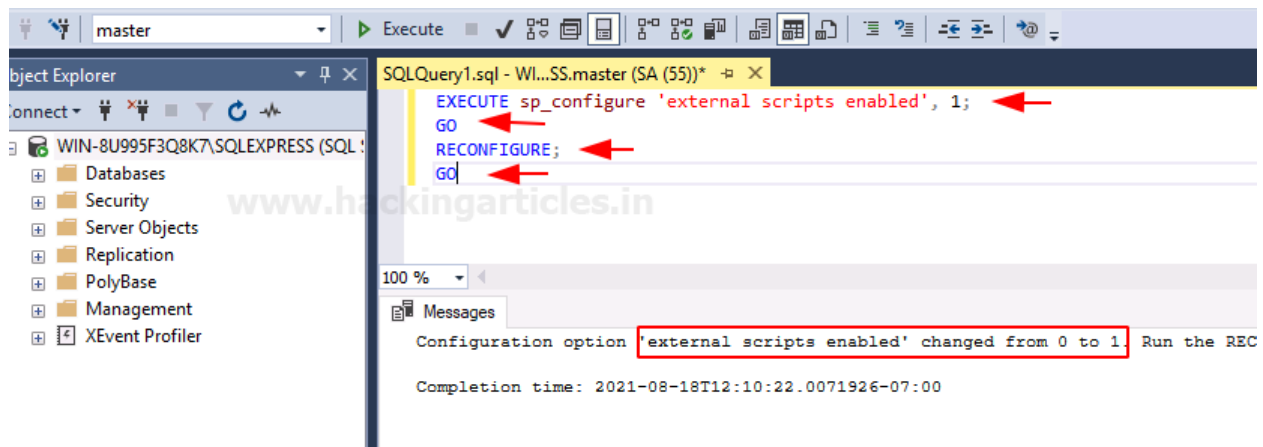 master
Execute
bject Explorer
SQLQuery1.sql - WI...SS.master (SA (55))*
onnect
WIN-8U995F3Q8K7\SQLEXPRESS (SQL
Databases
Security
Server Objects
Replication
PolyBase
Management
XEvent Profiler
EXECUTE sp_configure 'external scripts enabled', 1;
GO
RECONFIGURE;
GO
www.hackingarticles.in
100 %
Messages
Configuration option 'external scripts enabled' changed from 0 to 1. Run the REC
Completion time: 2021-08-18T12:10:22.0071926-07:00